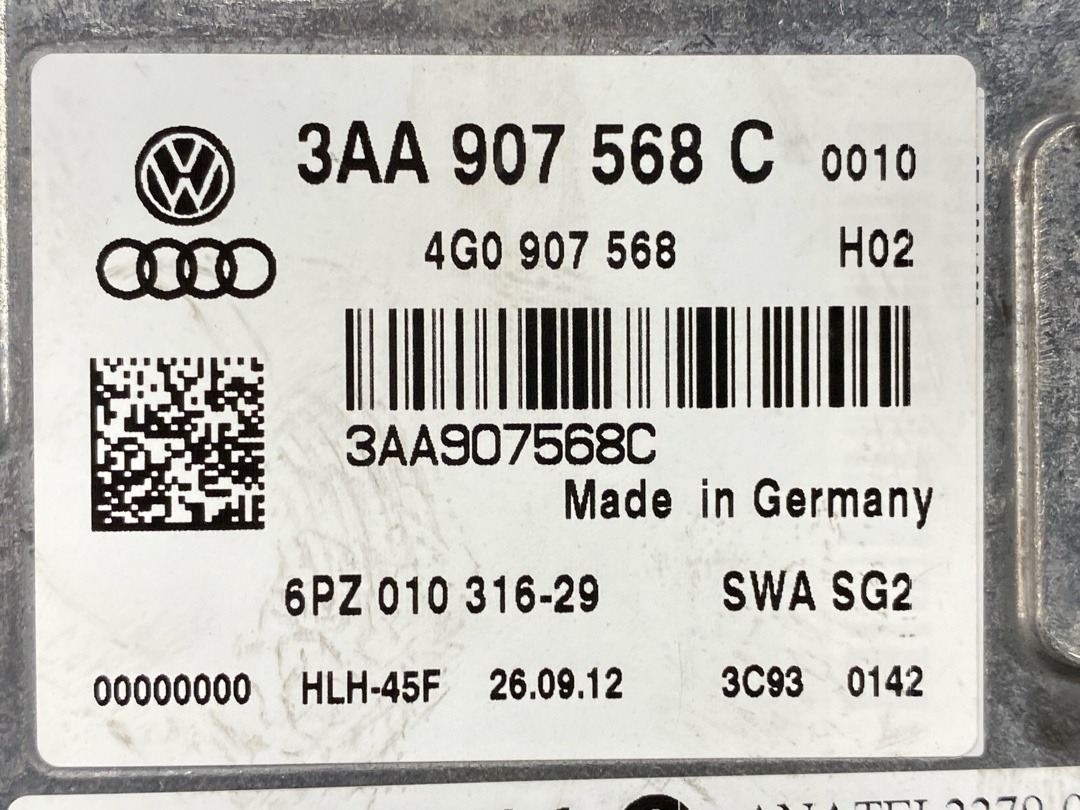 3AA 907 568 C 0010
4G0 907 568 H02
3AA907568C
Made in Germany
6PZ 010 316-29 SWA SG2
00000000 HLH-45F 26.09.12 3C93 0142